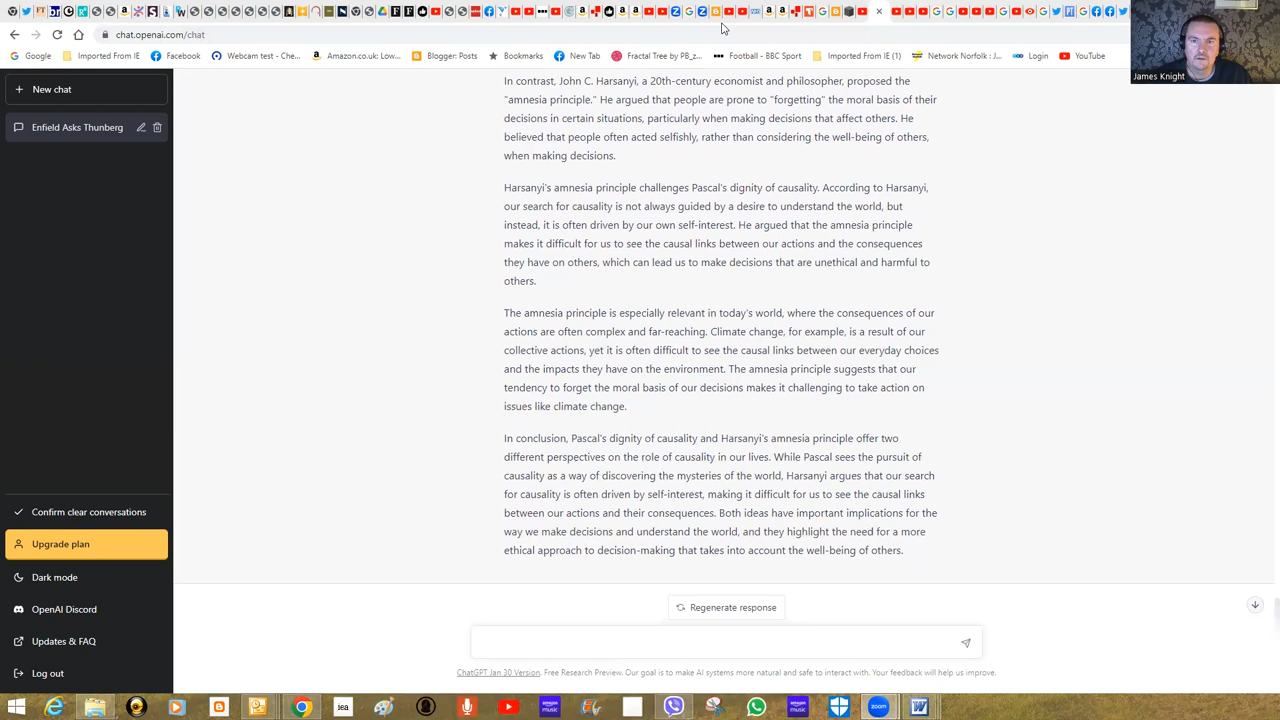 chat.openai.com/chat
Google
Imported From IE
Facebook
Webcam test - Che...
Amazon.co.uk: Low...
Blogger: Posts
Bookmarks
New Tab
Fractal Tree by PB_z...
Football - BBC Sport
Imported From IE (1)
Network Norfolk : J...
Login
YouTube
James Knight
New chat
Enfield Asks Thunberg
In contrast, John C. Harsanyi, a 20th-century economist and philosopher, proposed the
"amnesia principle." He argued that people are prone to "forgetting" the moral basis of their
decisions in certain situations, particularly when making decisions that affect others. He
believed that people often acted selfishly, rather than considering the well-being of others,
when making decisions.
Harsanyi's amnesia principle challenges Pascal's dignity of causality. According to Harsanyi,
our search for causality is not always guided by a desire to understand the world, but
instead, it is often driven by our own self-interest. He argued that the amnesia principle
makes it difficult for us to see the causal links between our actions and the consequences
they have on others, which can lead us to make decisions that are unethical and harmful to
others.
The amnesia principle is especially relevant in today's world, where the consequences of our
actions are often complex and far-reaching. Climate change, for example, is a result of our
collective actions, yet it is often difficult to see the causal links between our everyday choices
and the impacts they have on the environment. The amnesia principle suggests that our
tendency to forget the moral basis of our decisions makes it challenging to take action on
issues like climate change.
In conclusion, Pascal's dignity of causality and Harsanyi's amnesia principle offer two
different perspectives on the role of causality in our lives. While Pascal sees the pursuit of
causality as a way of discovering the mysteries of the world, Harsanyi argues that our search
for causality is often driven by self-interest, making it difficult for us to see the causal links
between our actions and their consequences. Both ideas have important implications for the
way we make decisions and understand the world, and they highlight the need for a more
ethical approach to decision-making that takes into account the well-being of others.
Confirm clear conversations
Upgrade plan
Dark mode
OpenAI Discord
Updates & FAQ
Log out
Regenerate response
ChatGPT Jan 30 Version. Free Research Preview. Our goal is to make AI systems more natural and safe to interact with. Your feedback will help us improve.
iea
amazon music
amazon music
zoom